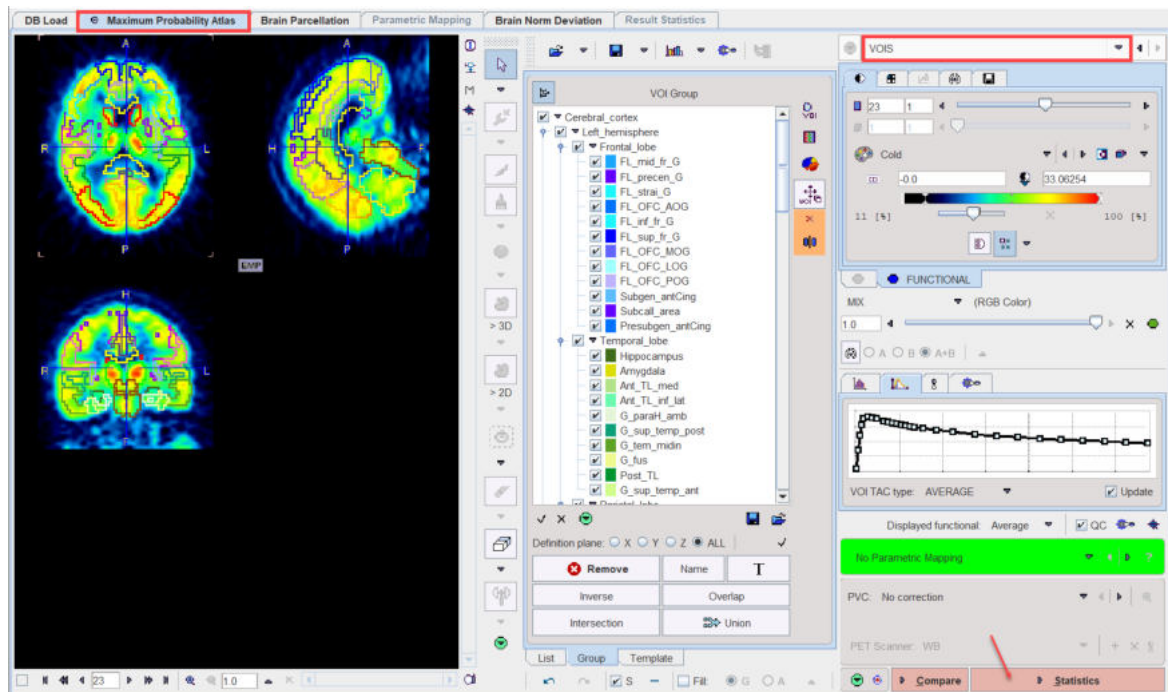 DB Load
Maximum Probability Atlas
Brain Parcellation
Parametric Mapping
Brain Norm Deviation
Result Statistics
A
R
L
P
A
H
F
P
EMP
H
R
L
F
> 3D
> 2D
23
1.0
VOI Group
Cerebral_cortex
Left_hemisphere
Frontal_lobe
FL_mid_fr_G
FL_precen_G
FL_strai_G
FL_OFC_AOG
FL_inf_fr_G
FL_sup_fr_G
FL_OFC_MOG
FL_OFC_LOG
FL_OFC_POG
Subgen_antCing
Subcall_area
Presubgen_antCing
Temporal_lobe
Hippocampus
Amygdala
Ant_TL_med
Ant_TL_inf_lat
G_paraH_amb
G_sup_temp_post
G_tem_midin
G_fus
Post_TL
G_sup_temp_ant
Parietal_lobe
Definition plane: X Y Z ALL
Remove Name T
Inverse Overlap
Intersection Union
List Group Template
S Fill: G A
VOIS
23 1
1 1
Cold
-0.0 33.06254
11 [%] 100 [%]
FUNCTIONAL
MIX (RGB Color)
1.0
A B A+B
VOI TAC type: AVERAGE Update
Displayed functional: Average QC
No Parametric Mapping ?
PVC: No correction
PET Scanner: WB
Compare Statistics